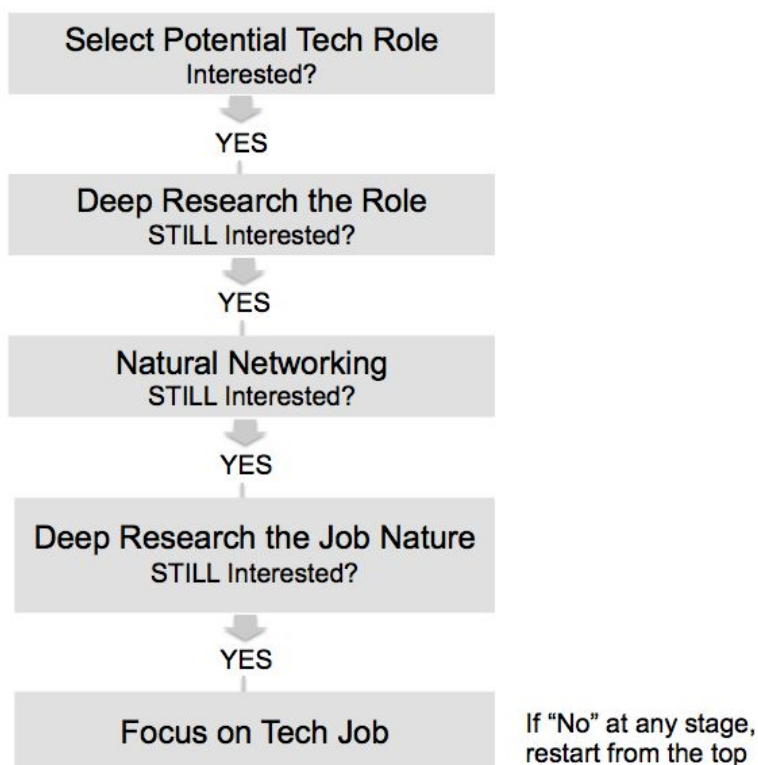 Select Potential Tech Role
Interested?
YES
Deep Research the Role
STILL Interested?
YES
Natural Networking
STILL Interested?
YES
Deep Research the Job Nature
STILL Interested?
YES
Focus on Tech Job
If “No” at any stage,
restart from the top